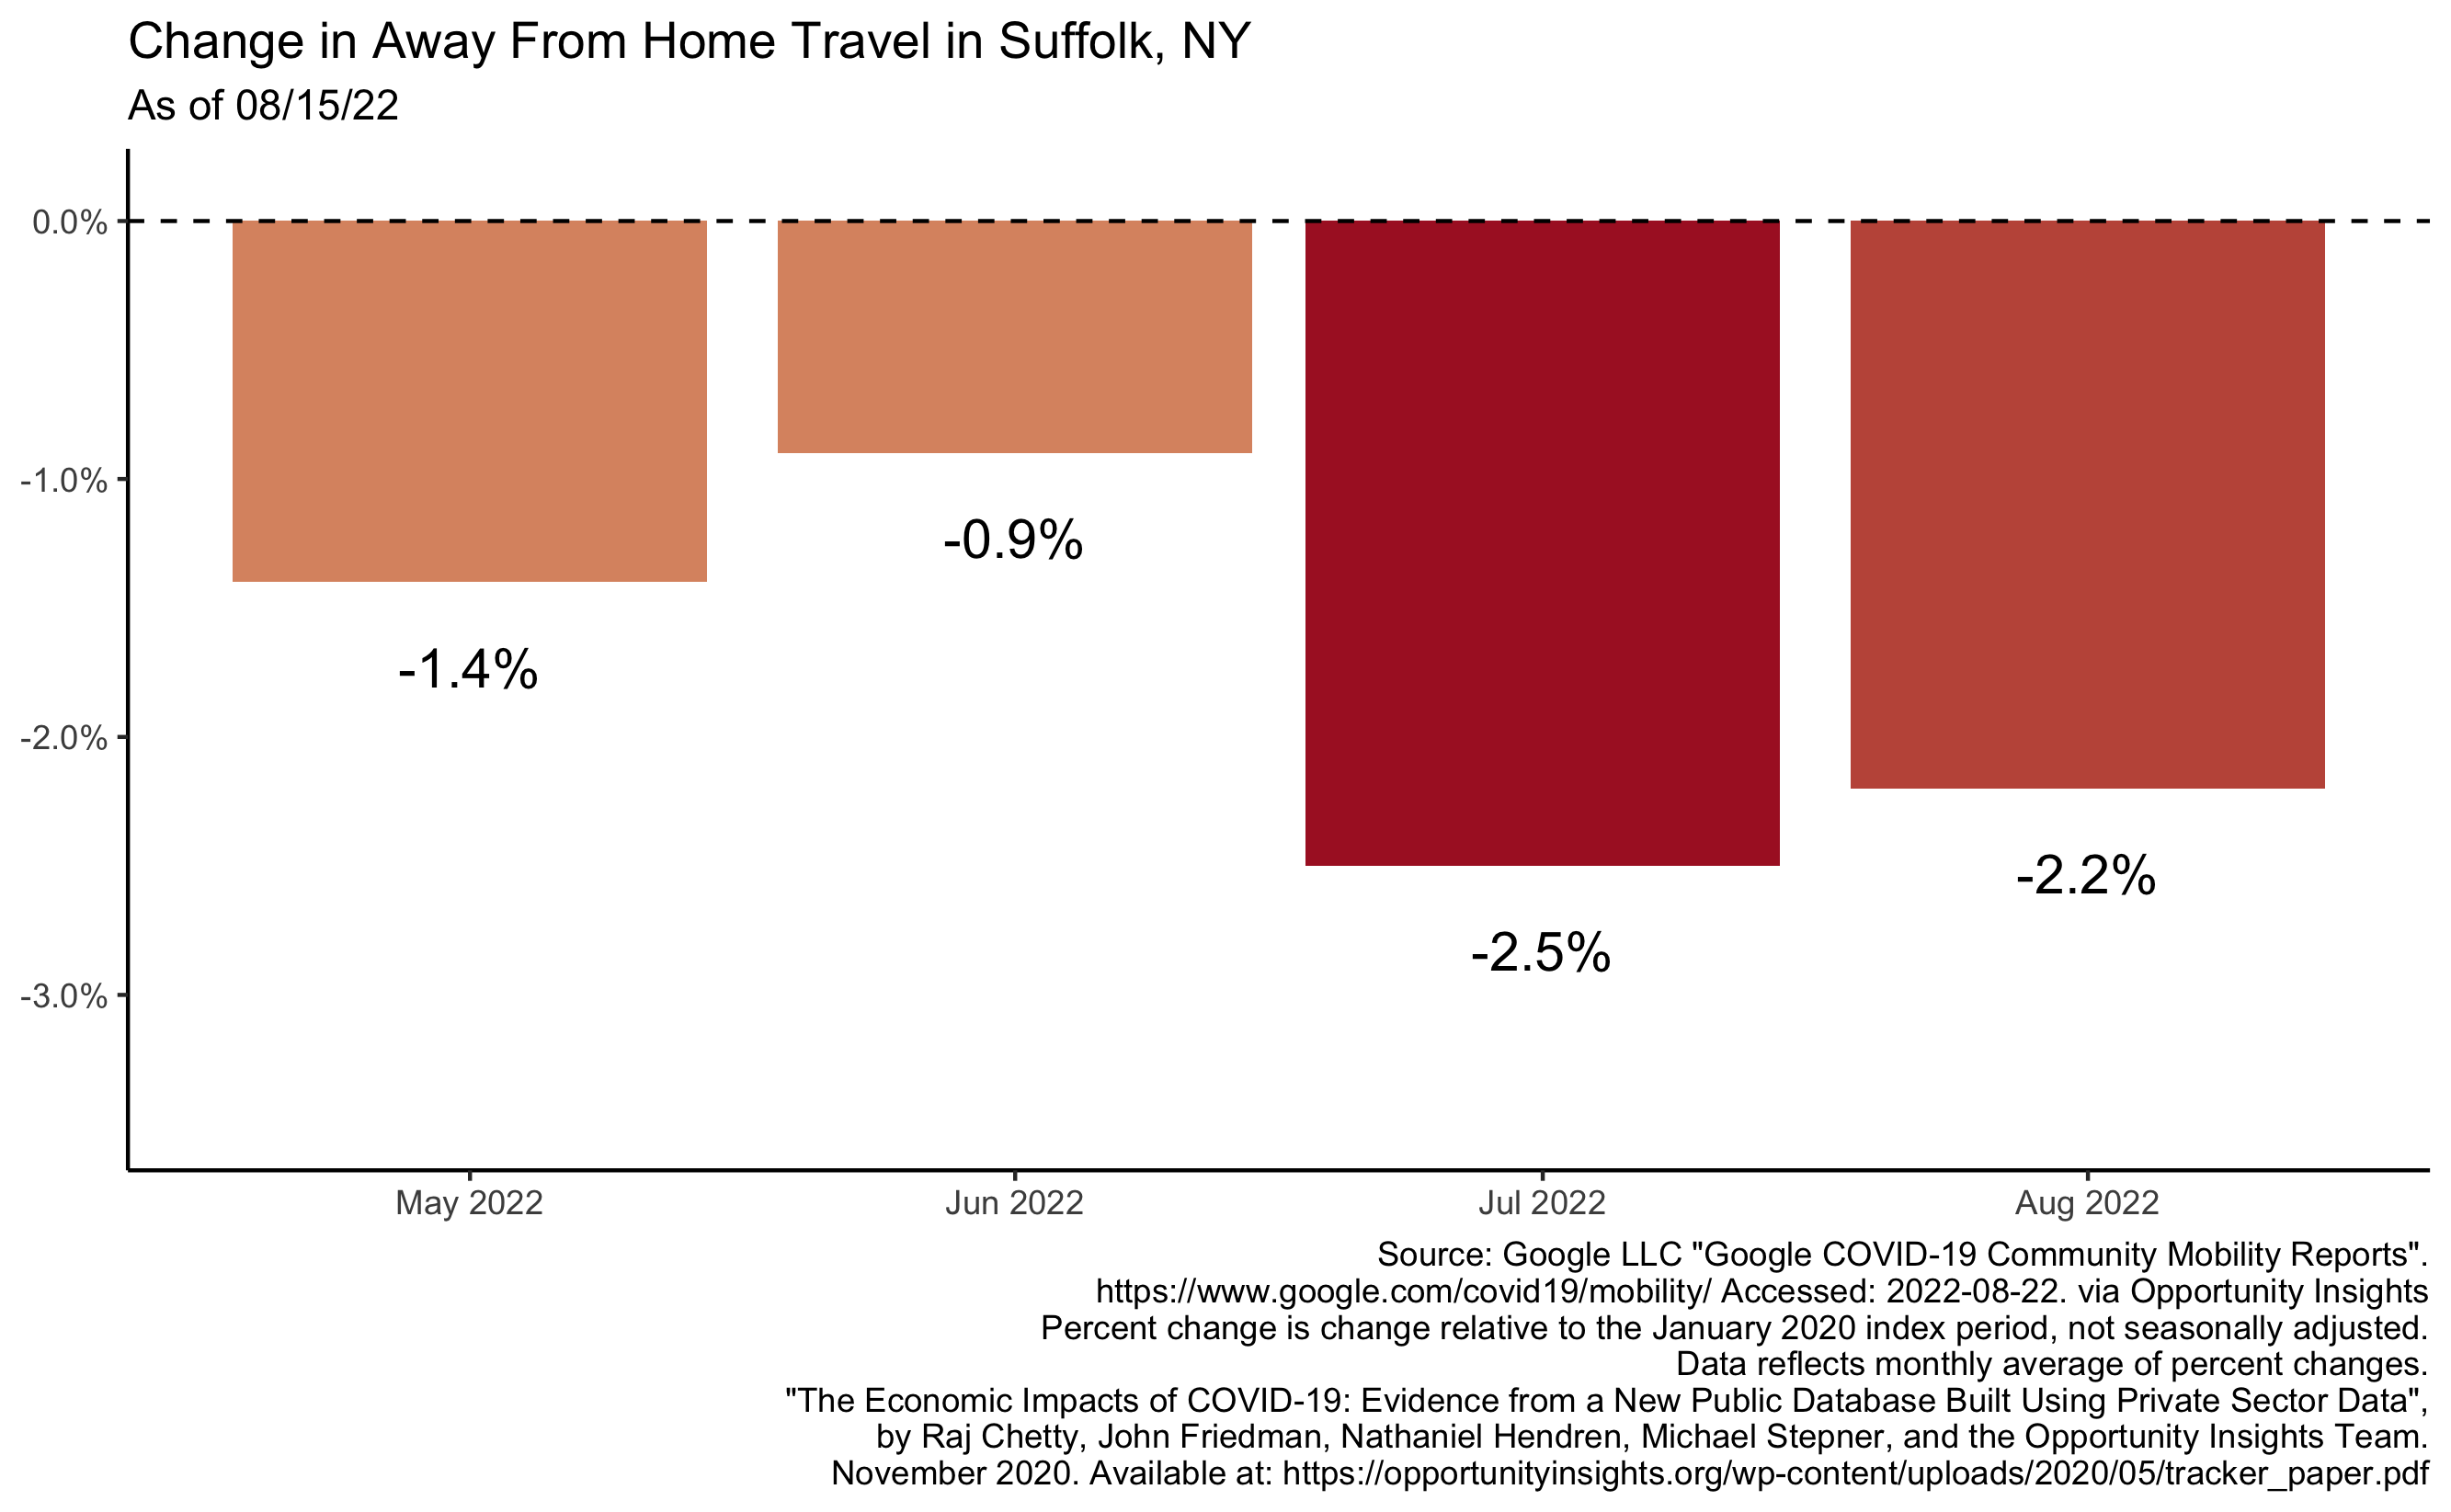 Change in Away From Home Travel in Suffolk, NY
As of 08/15/22
0.0%
-1.0%
-2.0%
-3.0%
-1.4%
-0.9%
-2.5%
-2.2%
May 2022
Jun 2022
Jul 2022
Aug 2022
Source: Google LLC "Google COVID-19 Community Mobility Reports".
https://www.google.com/covid19/mobility/ Accessed: 2022-08-22. via Opportunity Insights
Percent change is change relative to the January 2020 index period, not seasonally adjusted.
Data reflects monthly average of percent changes.
"The Economic Impacts of COVID-19: Evidence from a New Public Database Built Using Private Sector Data",
by Raj Chetty, John Friedman, Nathaniel Hendren, Michael Stepner, and the Opportunity Insights Team.
November 2020. Available at: https://opportunityinsights.org/wp-content/uploads/2020/05/tracker_paper.pdf